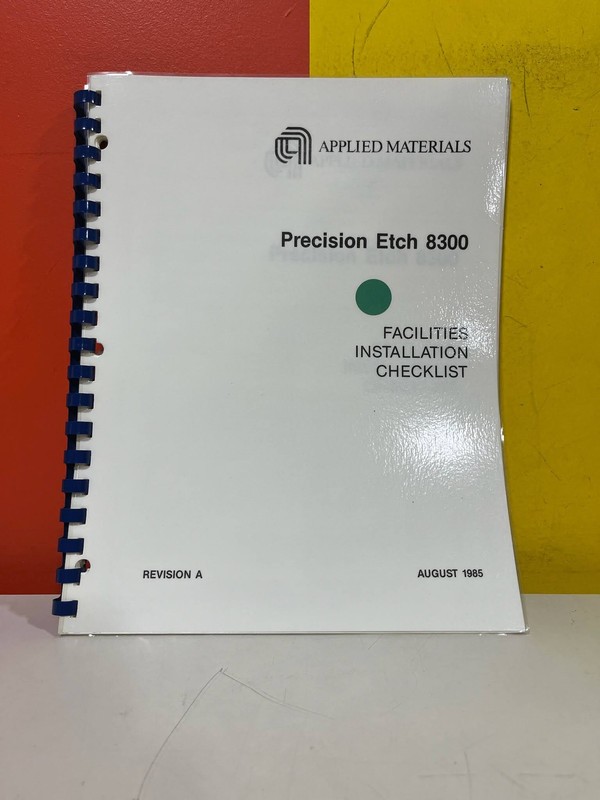 APPLIED MATERIALS
Precision Etch 8300
FACILITIES
INSTALLATION
CHECKLIST
REVISION A AUGUST 1985